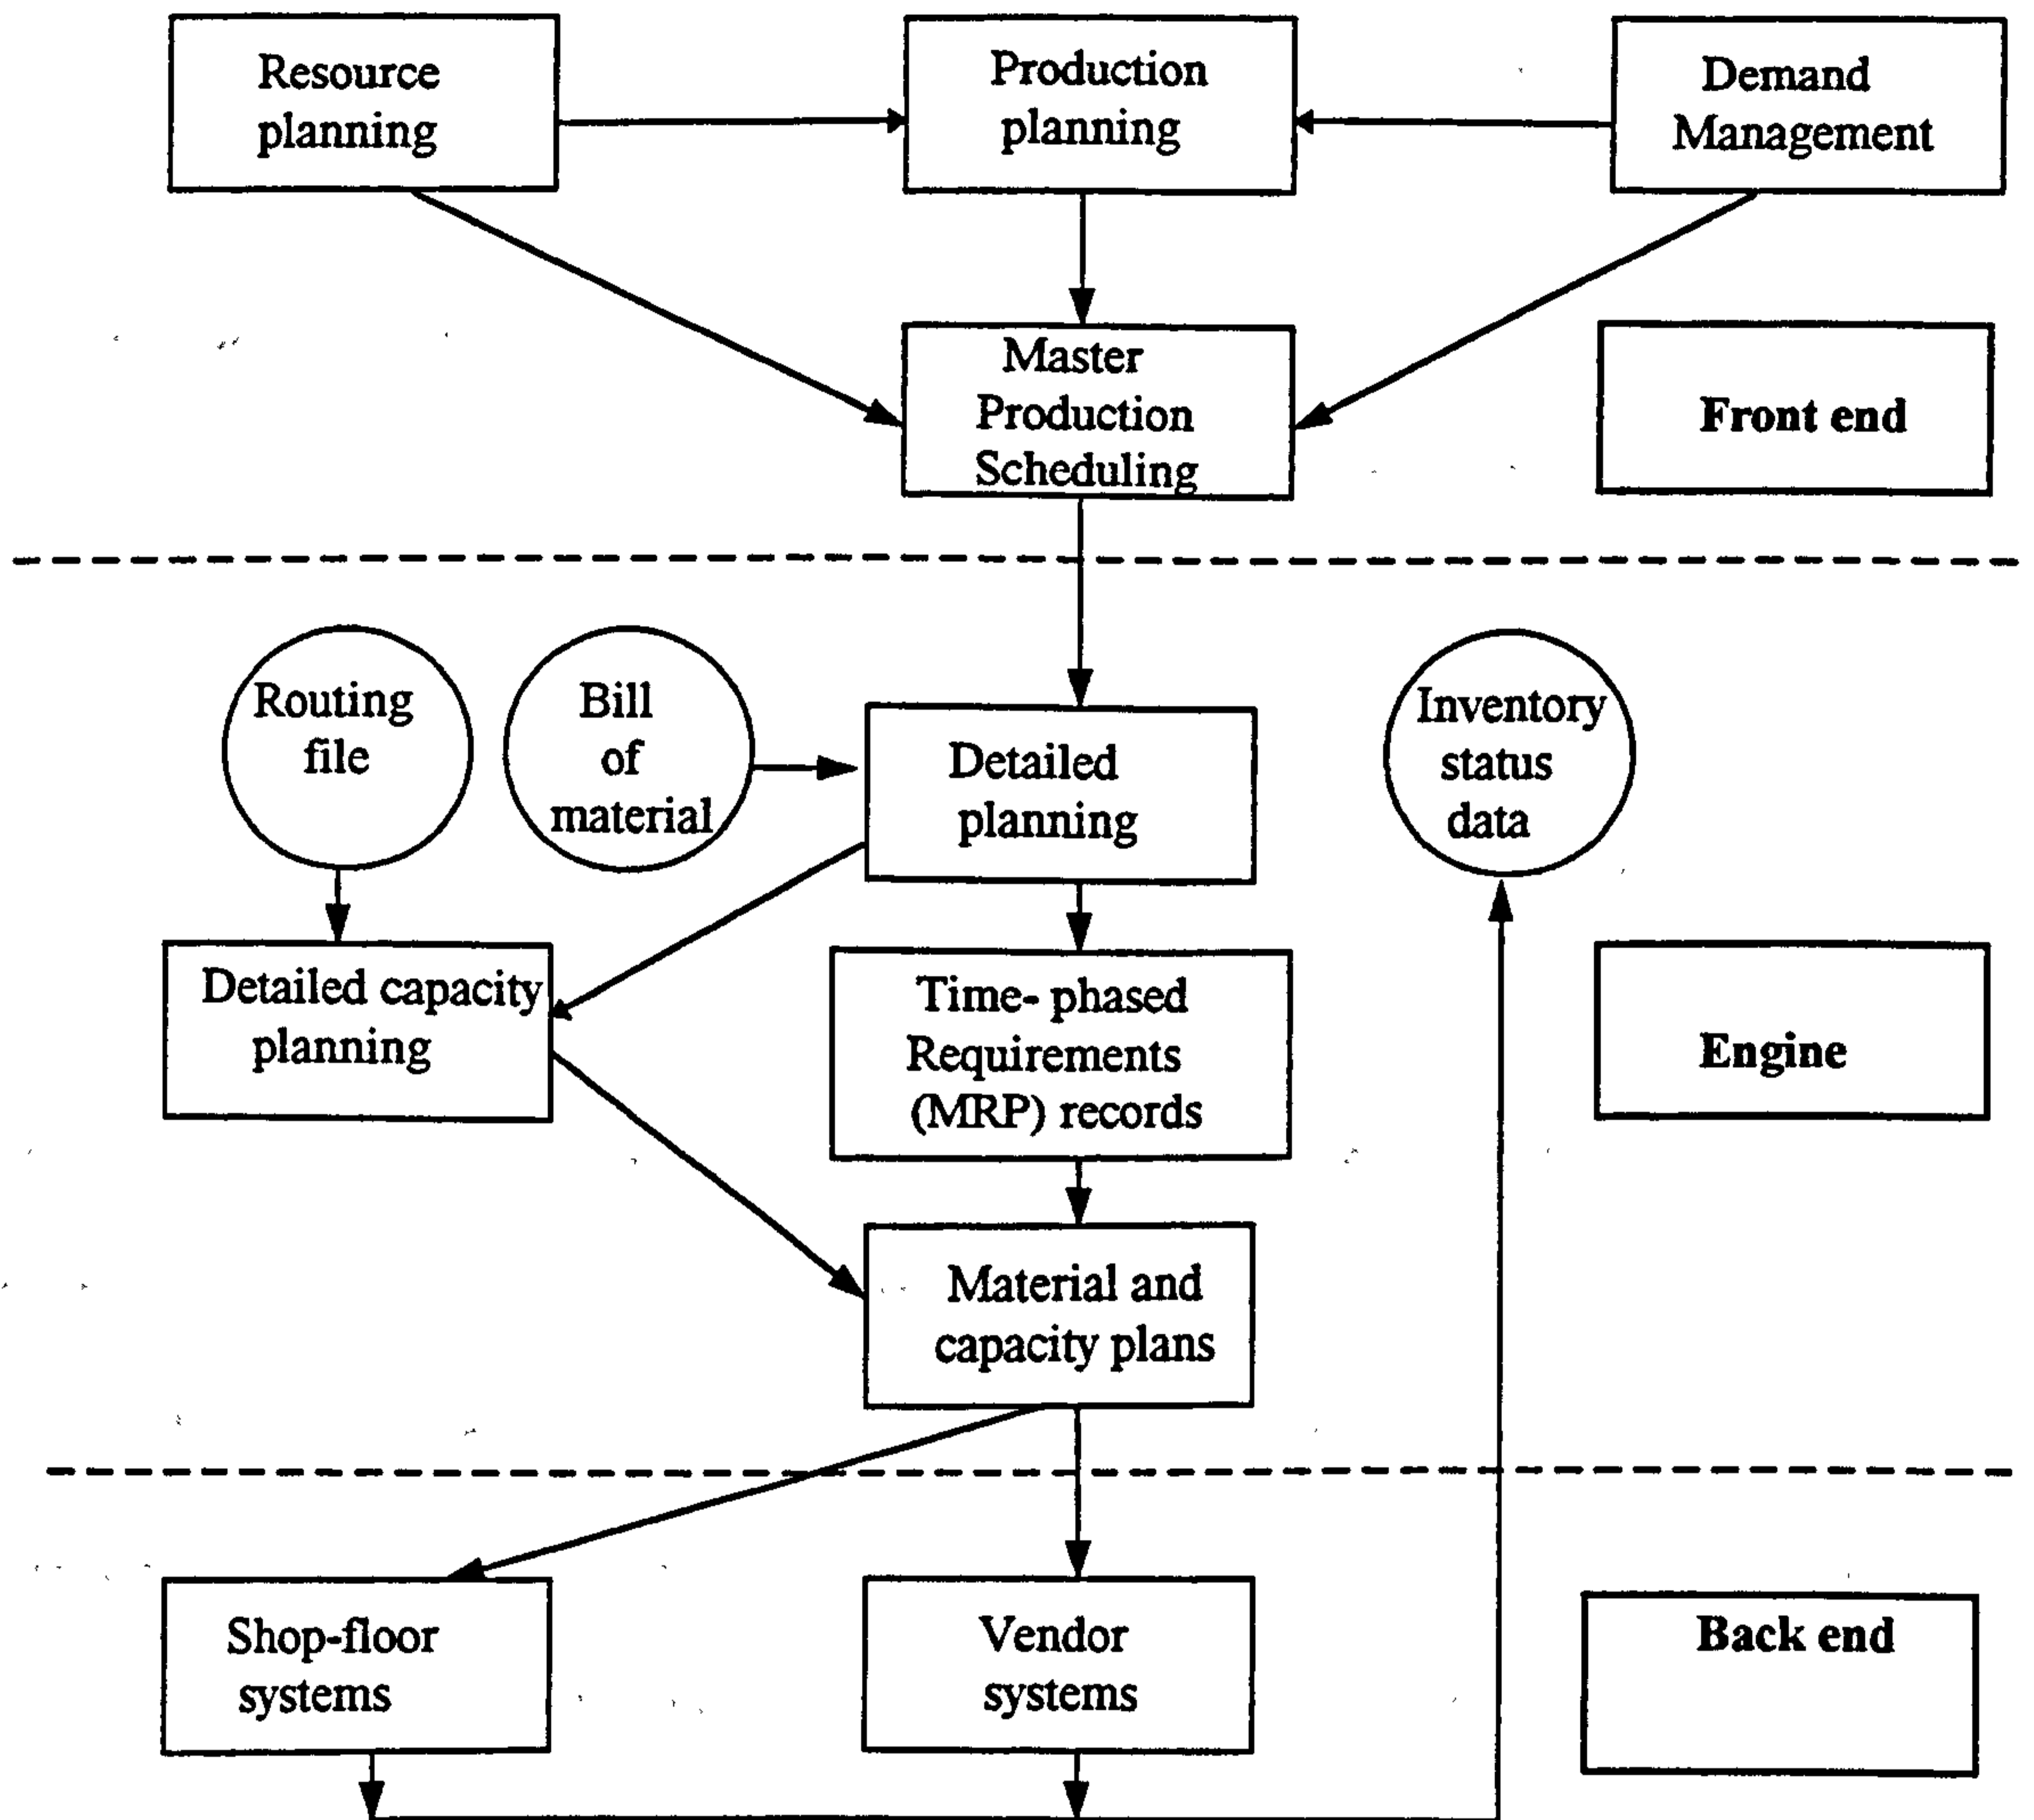 Resource
planning
Production
planning
Demand
Management
Master
Production
Scheduling
Front end
Routing
file
Bill
of
material
Detailed
planning
Inventory
status
data
Detailed capacity
planning
Time- phased
Requirements
(MRP) records
Engine
Material and
capacity plans
Shop-floor
systems
Vendor
systems
Back end